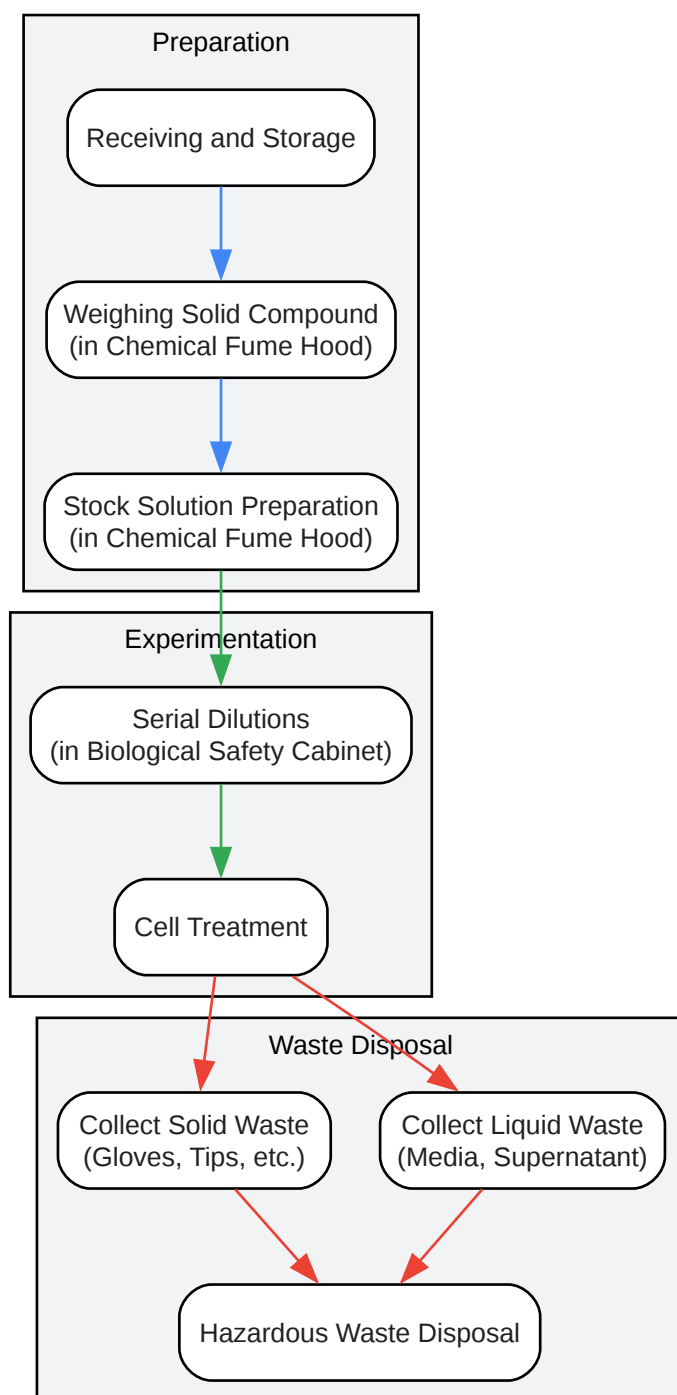 Preparation
Receiving and Storage
Weighing Solid Compound
(in Chemical Fume Hood)
Stock Solution Preparation
(in Chemical Fume Hood)
Experimentation
Serial Dilutions
(in Biological Safety Cabinet)
Cell Treatment
Waste Disposal
Collect Solid Waste
(Gloves, Tips, etc.)
Collect Liquid Waste
(Media, Supernatant)
Hazardous Waste Disposal